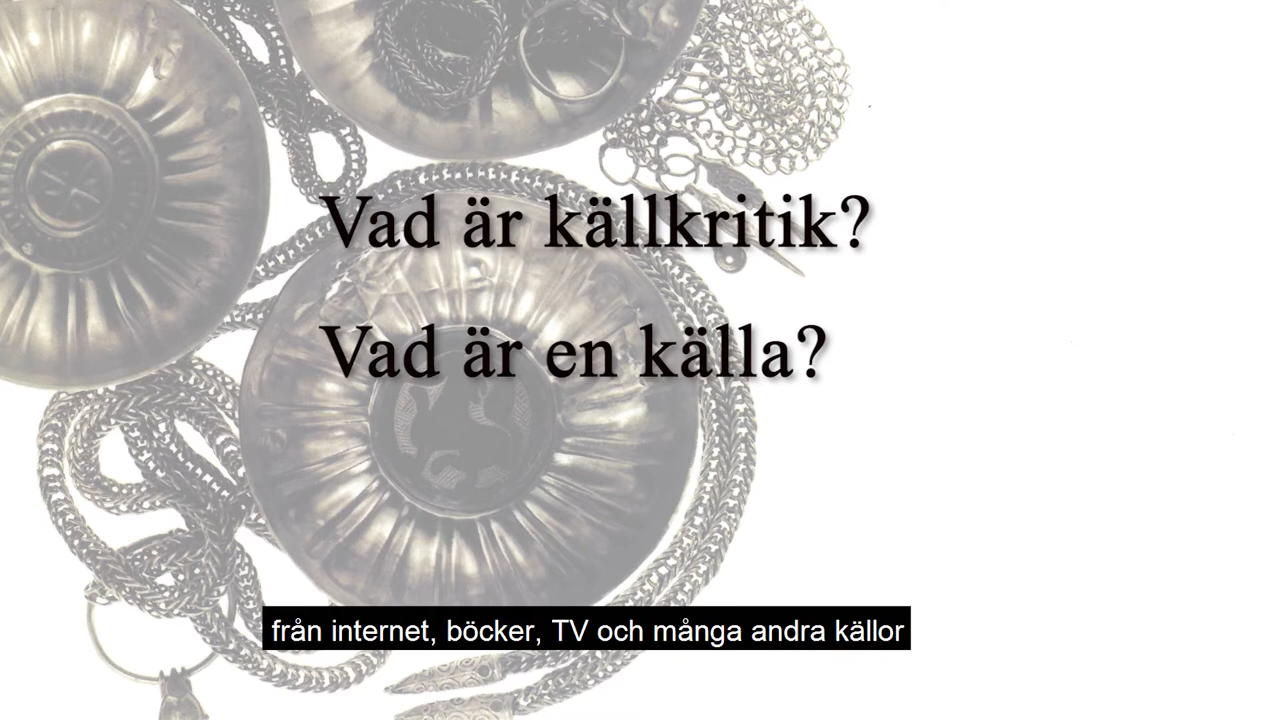 Vad är källkritik?
Vad är en källa?
från internet, böcker, TV och många andra källor